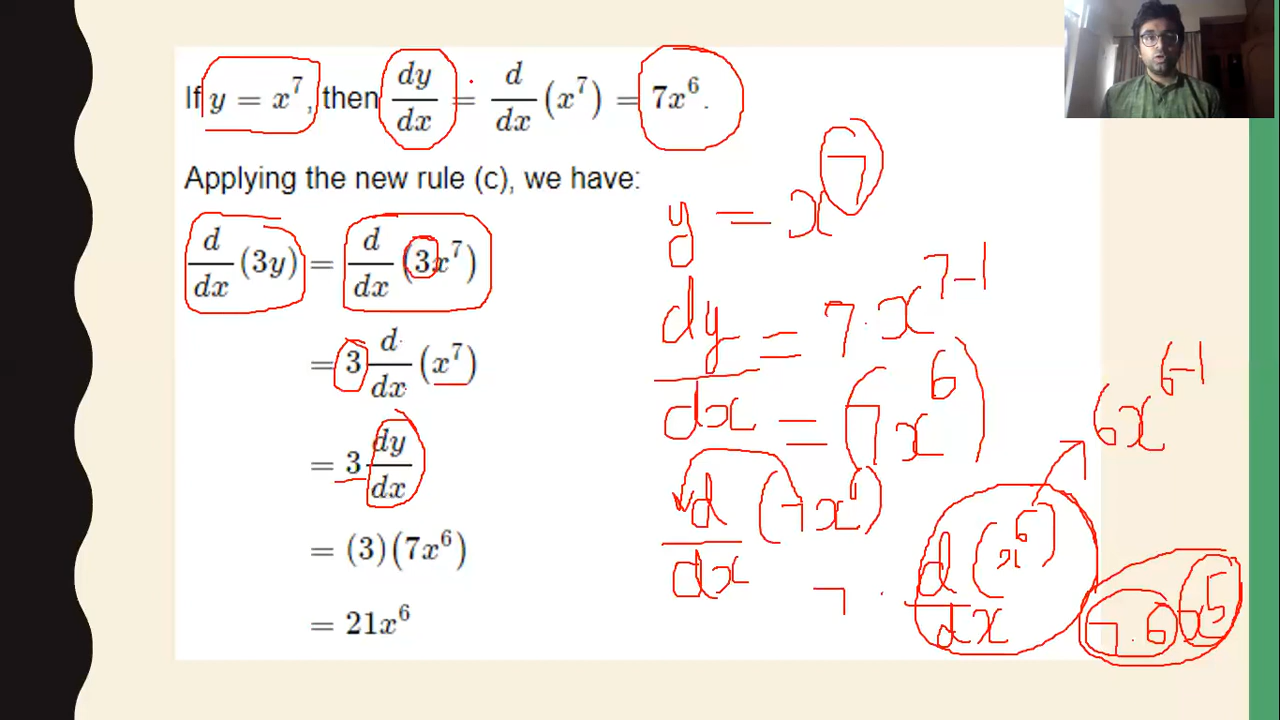 If y = x⁷, then dy/dx = d/dx (x⁷) = 7x⁶.
Applying the new rule (c), we have:
d/dx (3y) = d/dx (3x⁷)
= 3 d/dx (x⁷)
= 3 dy/dx
= (3)(7x⁶)
= 21x⁶
y = x⁷
dy/dx = 7·x⁷⁻¹
= 7x⁶
d/dx (7x⁶)
7 · d/dx (x⁶)
6x⁶⁻¹
7·6 x⁵